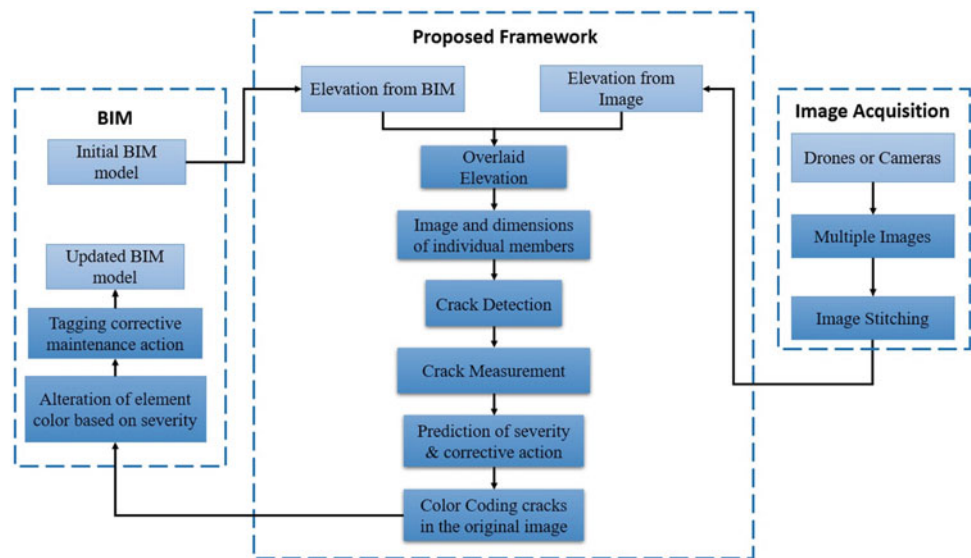 Proposed Framework
Elevation from BIM
Elevation from
Image
BIM
Initial BIM
model
Updated BIM
model
Tagging corrective
maintenance action
Alteration of element
color based on severity
Overlaid
Elevation
Image and dimensions
of individual members
Crack Detection
Crack Measurement
Prediction of severity
& corrective action
Color Coding cracks
in the original image
Image Acquisition
Drones or Cameras
Multiple Images
Image Stitching